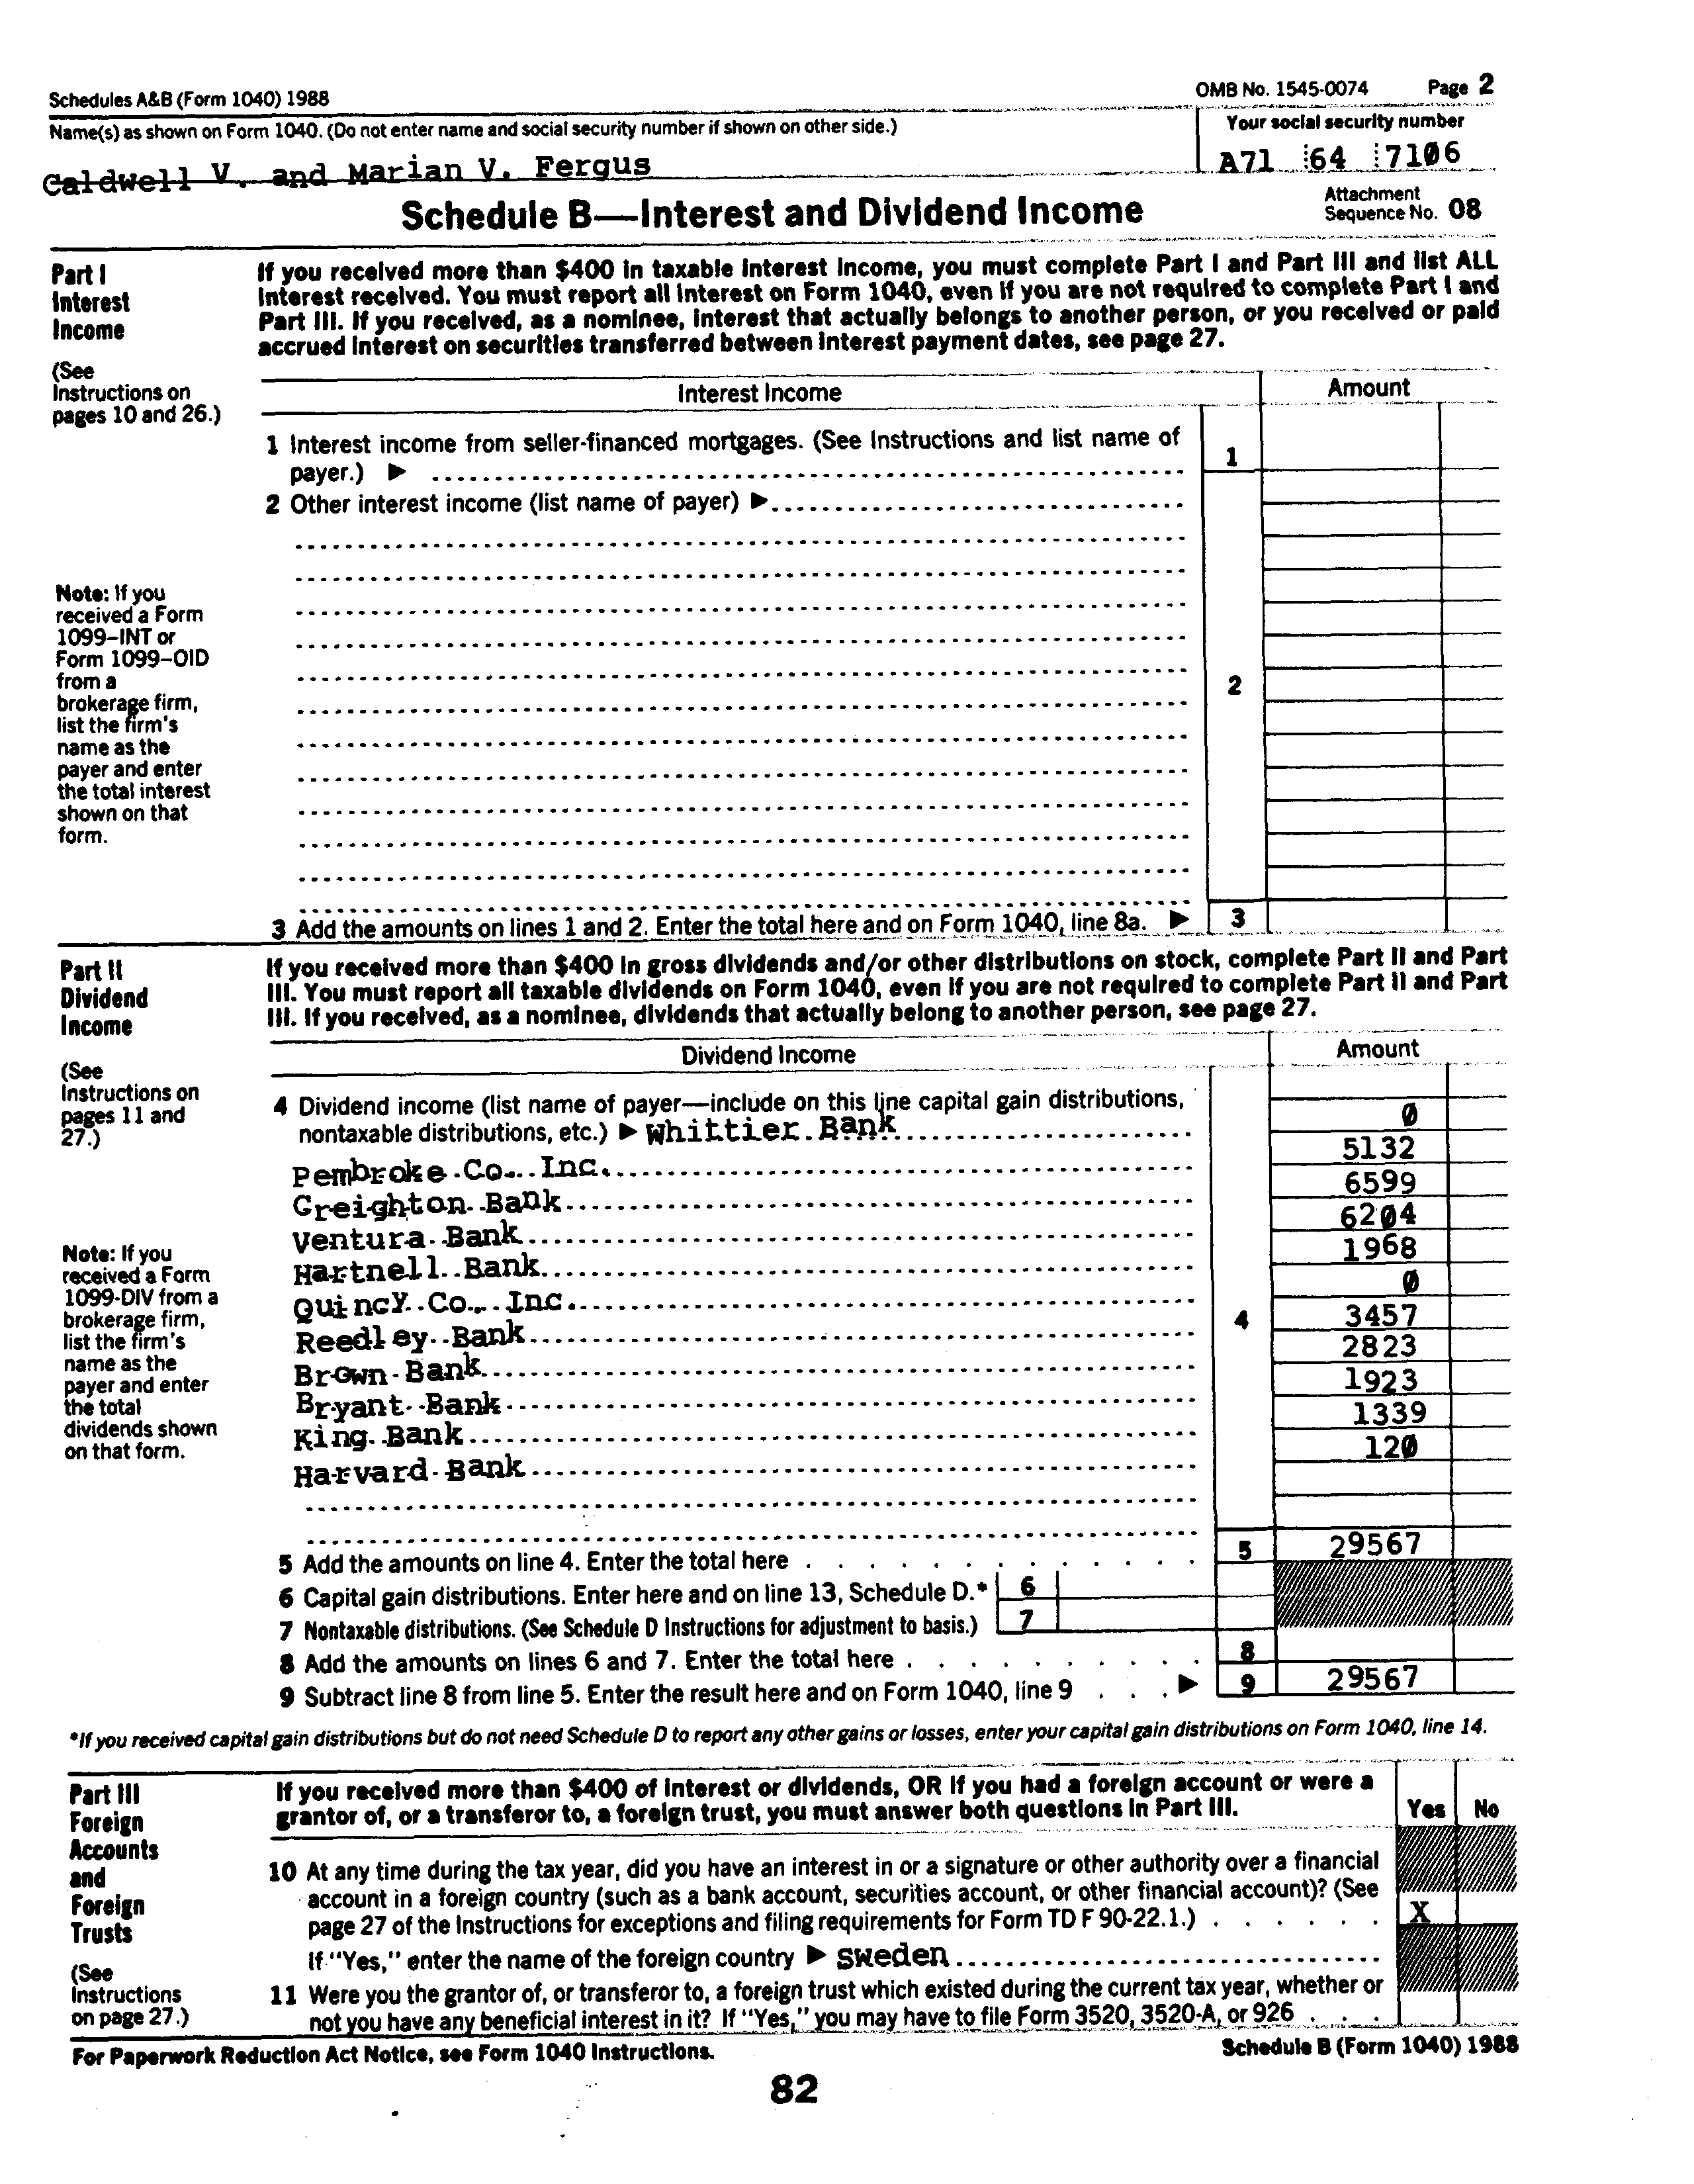 Schedules A&B (Form 1040) 1988
OMB No. 1545-0074 Page 2
Name(s) as shown on Form 1040. (Do not enter name and social security number if shown on other side.)
Your social security number
Caldwell V. and Marian V. Fergus
A71 64 7106
Schedule B—Interest and Dividend Income
Attachment
Sequence No. 08
Part I
Interest
Income
(See
Instructions on
pages 10 and 26.)
If you received more than $400 in taxable interest income, you must complete Part I and Part III and list ALL
interest received. You must report all interest on Form 1040, even if you are not required to complete Part I and
Part III. If you received, as a nominee, interest that actually belongs to another person, or you received or paid
accrued interest on securities transferred between interest payment dates, see page 27.
Interest Income Amount
1 Interest income from seller-financed mortgages. (See Instructions and list name of
payer.) ▶ 1
2 Other interest income (list name of payer) ▶
Note: If you
received a Form
1099–INT or
Form 1099–OID
from a
brokerage firm,
list the firm's
name as the
payer and enter
the total interest
shown on that
form.
2
3 Add the amounts on lines 1 and 2. Enter the total here and on Form 1040, line 8a. ▶ 3
Part II
Dividend
Income
(See
Instructions on
pages 11 and
27.)
If you received more than $400 in gross dividends and/or other distributions on stock, complete Part II and Part
III. You must report all taxable dividends on Form 1040, even if you are not required to complete Part II and Part
III. If you received, as a nominee, dividends that actually belong to another person, see page 27.
Dividend Income Amount
4 Dividend income (list name of payer—include on this line capital gain distributions,
nontaxable distributions, etc.) ▶ Whittier Bank 0
Pembroke Co., Inc. 5132
Creighton Bank 6599
Ventura Bank 6204
Hartnell Bank 1968
Quincy Co., Inc. 0
Reedley Bank 4 3457
Brown Bank 2823
Bryant Bank 1923
King Bank 1339
Harvard Bank 120
Note: If you
received a Form
1099-DIV from a
brokerage firm,
list the firm's
name as the
payer and enter
the total
dividends shown
on that form.
5 Add the amounts on line 4. Enter the total here 5 29567
6 Capital gain distributions. Enter here and on line 13, Schedule D.* 6
7 Nontaxable distributions. (See Schedule D Instructions for adjustment to basis.) 7
8 Add the amounts on lines 6 and 7. Enter the total here 8
9 Subtract line 8 from line 5. Enter the result here and on Form 1040, line 9 ▶ 9 29567
*If you received capital gain distributions but do not need Schedule D to report any other gains or losses, enter your capital gain distributions on Form 1040, line 14.
Part III
Foreign
Accounts
and
Foreign
Trusts
(See
Instructions
on page 27.)
If you received more than $400 of interest or dividends, OR if you had a foreign account or were a
grantor of, or a transferor to, a foreign trust, you must answer both questions in Part III.
Yes No
10 At any time during the tax year, did you have an interest in or a signature or other authority over a financial
account in a foreign country (such as a bank account, securities account, or other financial account)? (See
page 27 of the Instructions for exceptions and filing requirements for Form TD F 90-22.1.) X
If "Yes," enter the name of the foreign country ▶ Sweden
11 Were you the grantor of, or transferor to, a foreign trust which existed during the current tax year, whether or
not you have any beneficial interest in it? If "Yes," you may have to file Form 3520, 3520-A, or 926
For Paperwork Reduction Act Notice, see Form 1040 Instructions.
Schedule B (Form 1040) 1988
82